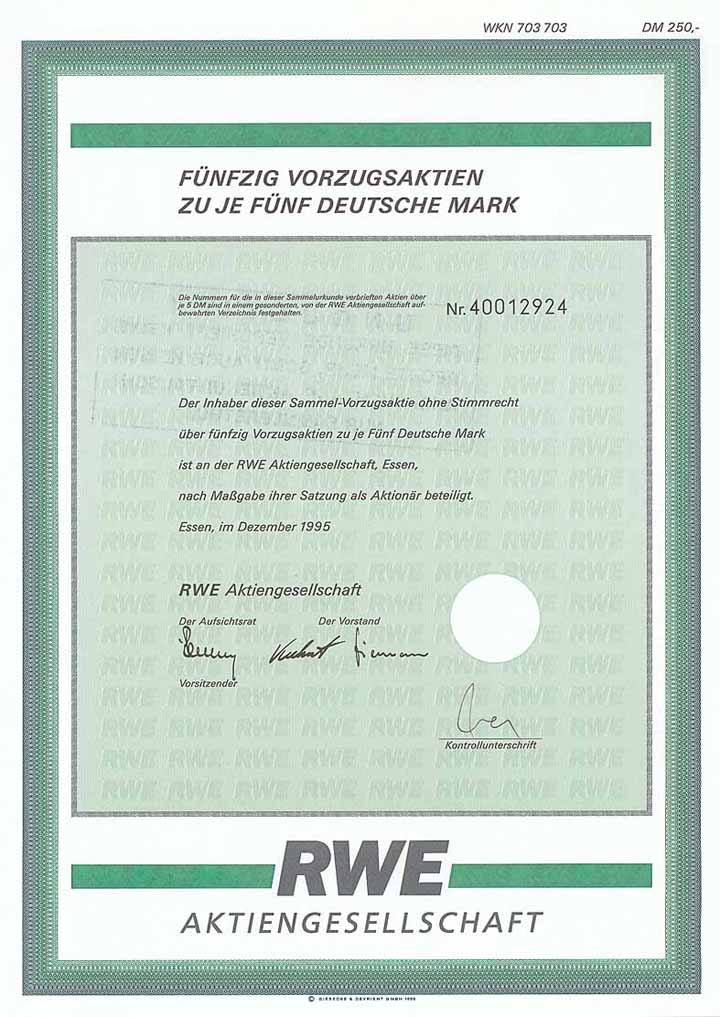 WKN 703 703 DM 250,-
FÜNFZIG VORZUGSAKTIEN
ZU JE FÜNF DEUTSCHE MARK
Die Nummern für die in dieser Sammelurkunde verbrieften Aktien über
je 5 DM sind in einem gesonderten, von der RWE Aktiengesellschaft auf-
bewahrten Verzeichnis festgehalten.
Nr. 40012924
Der Inhaber dieser Sammel-Vorzugsaktie ohne Stimmrecht
über fünfzig Vorzugsaktien zu je Fünf Deutsche Mark
ist an der RWE Aktiengesellschaft, Essen,
nach Maßgabe ihrer Satzung als Aktionär beteiligt.
Essen, im Dezember 1995
RWE Aktiengesellschaft
Der Aufsichtsrat Der Vorstand
Vorsitzender
Kontrollunterschrift
RWE
AKTIENGESELLSCHAFT
© GIESECKE & DEVRIENT GMBH 1995